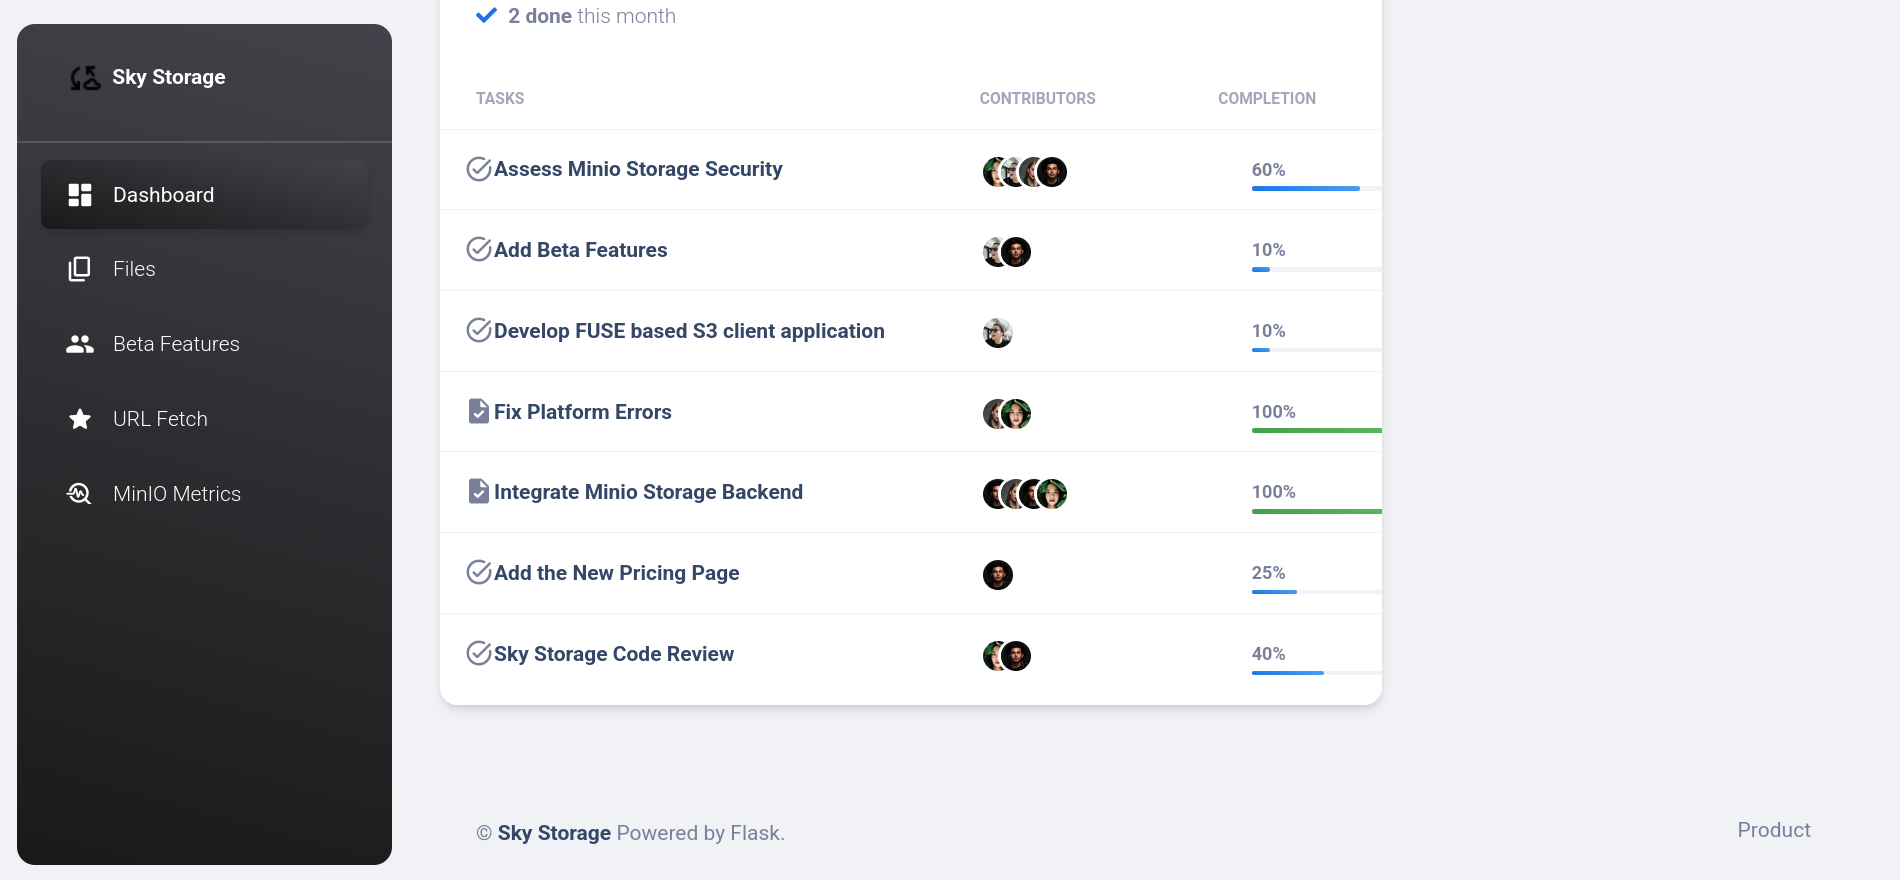 2 done this month
Sky Storage
Dashboard
Files
Beta Features
URL Fetch
MinIO Metrics
TASKS CONTRIBUTORS COMPLETION
Assess Minio Storage Security 60%
Add Beta Features 10%
Develop FUSE based S3 client application 10%
Fix Platform Errors 100%
Integrate Minio Storage Backend 100%
Add the New Pricing Page 25%
Sky Storage Code Review 40%
© Sky Storage Powered by Flask.
Product